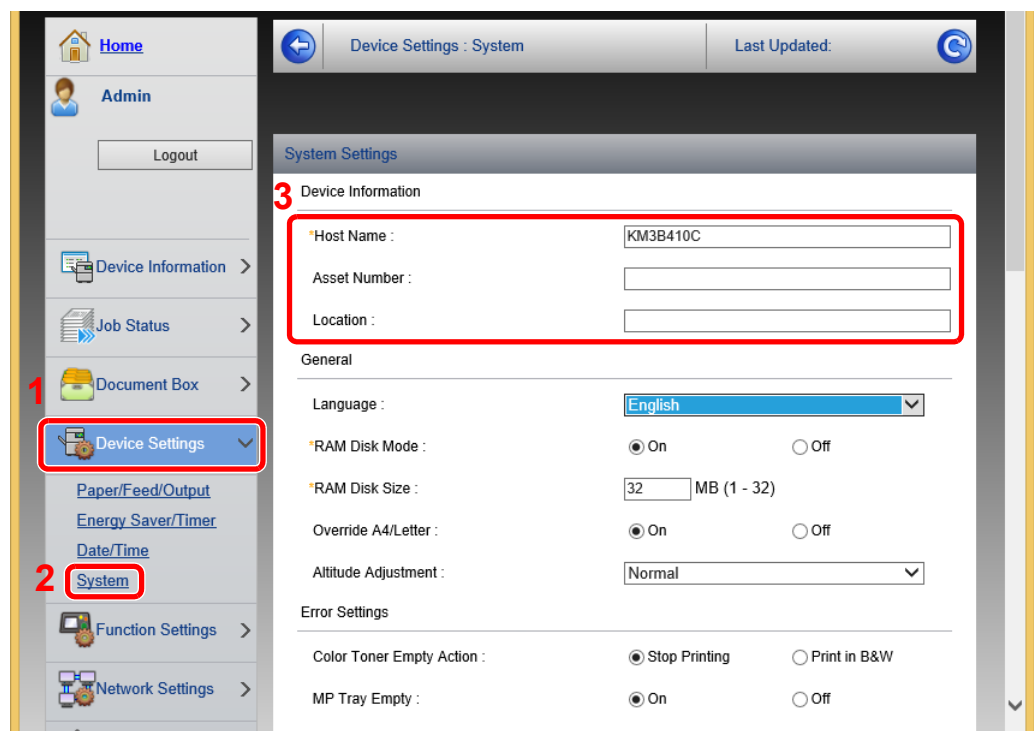 Home
Device Settings : System
Last Updated:
Admin
Logout
System Settings
3
Device Information
*Host Name :
KM3B410C
Device Information
Asset Number :
Job Status
Location :
General
1
Document Box
Language :
English
Device Settings
*RAM Disk Mode :
On
Off
Paper/Feed/Output
*RAM Disk Size :
32
MB (1 - 32)
Energy Saver/Timer
Override A4/Letter :
On
Off
Date/Time
2
System
Altitude Adjustment :
Normal
Error Settings
Function Settings
Color Toner Empty Action :
Stop Printing
Print in B&W
Network Settings
MP Tray Empty :
On
Off